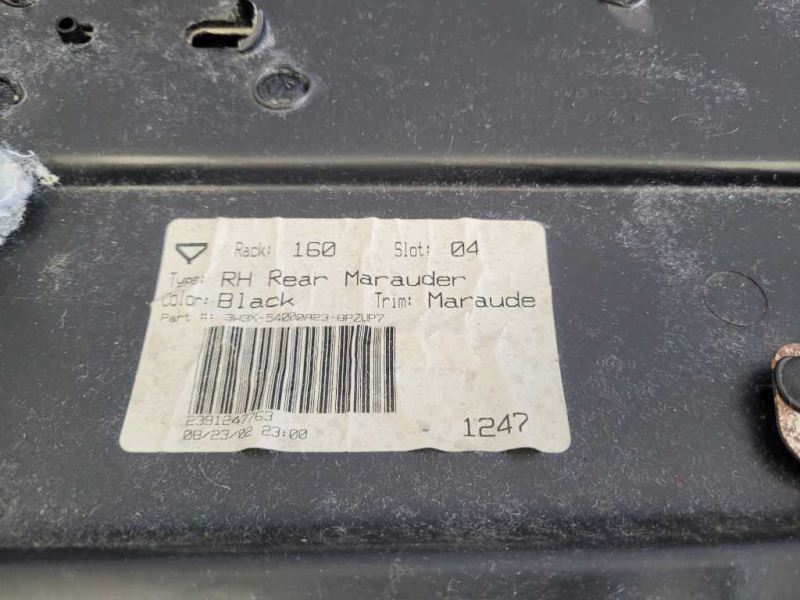 Rack: 160 Slot: 04
Type: RH Rear Marauder
Color: Black Trim: Maraude
Part #: 3W3X-5400A23-BPZUP7
2391247763
08/23/02 23:00
1247